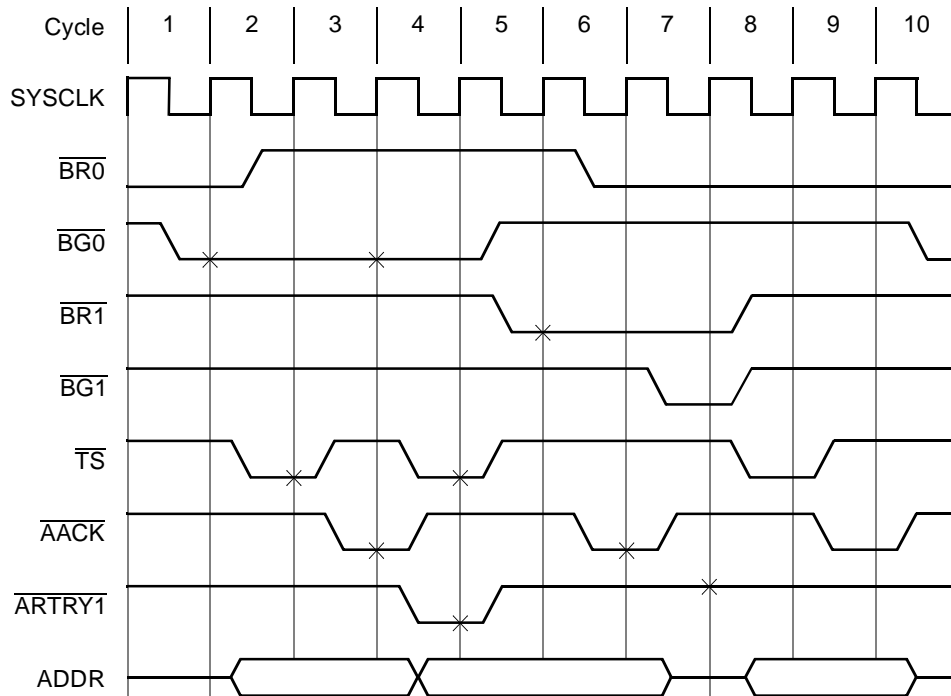 Cycle 1 2 3 4 5 6 7 8 9 10
SYSCLK
BR0
BG0
BR1
BG1
TS
AACK
ARTRY1
ADDR